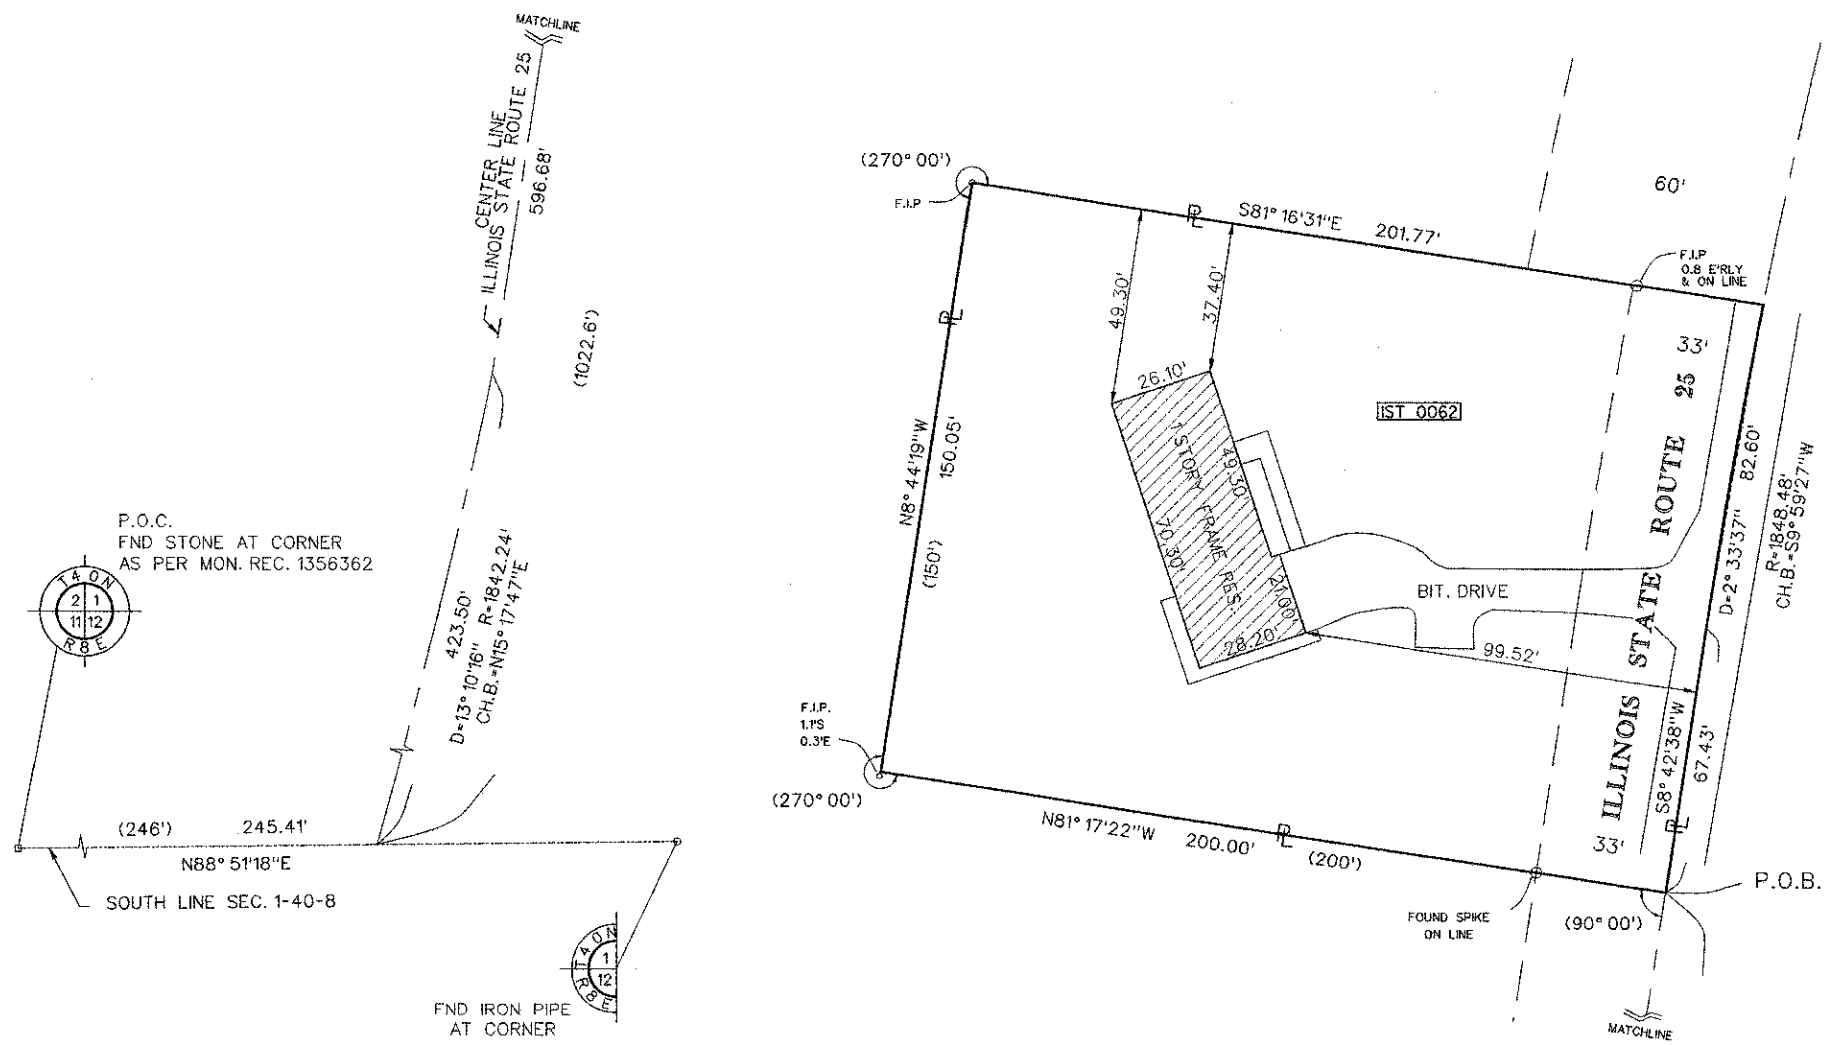 MATCHLINE
CENTER LINE
ILLINOIS STATE ROUTE 25
596.68'
(1022.6')
P.O.C.
FND STONE AT CORNER
AS PER MON. REC. 1356362
T40N
2 1
11 12
R8E
423.50'
D=13°10'16" R=1842.24'
CH.B.=N15°17'47"E
(246') 245.41'
N88°51'18"E
SOUTH LINE SEC. 1-40-8
T40N
1
12
R8E
FND IRON PIPE
AT CORNER
(270°00')
F.I.P
PL
S81°16'31"E 201.77'
60'
F.I.P
0.8 E'RLY
& ON LINE
49.30'
37.40'
PL
33'
26.10'
IST 0062
N8°44'19"W
150.05'
(150')
1 STORY FRAME RES.
49.30'
70.30'
21.00'
28.20'
BIT. DRIVE
99.52'
ILLINOIS STATE ROUTE 25
D=2°33'37" 82.60'
R=1848.48'
CH.B.=S9°59'27"W
S8°42'38"W
67.43'
PL
F.I.P.
1.1'S
0.3'E
(270°00')
N81°17'22"W 200.00' PL (200')
33'
P.O.B.
FOUND SPIKE
ON LINE
(90°00')
MATCHLINE